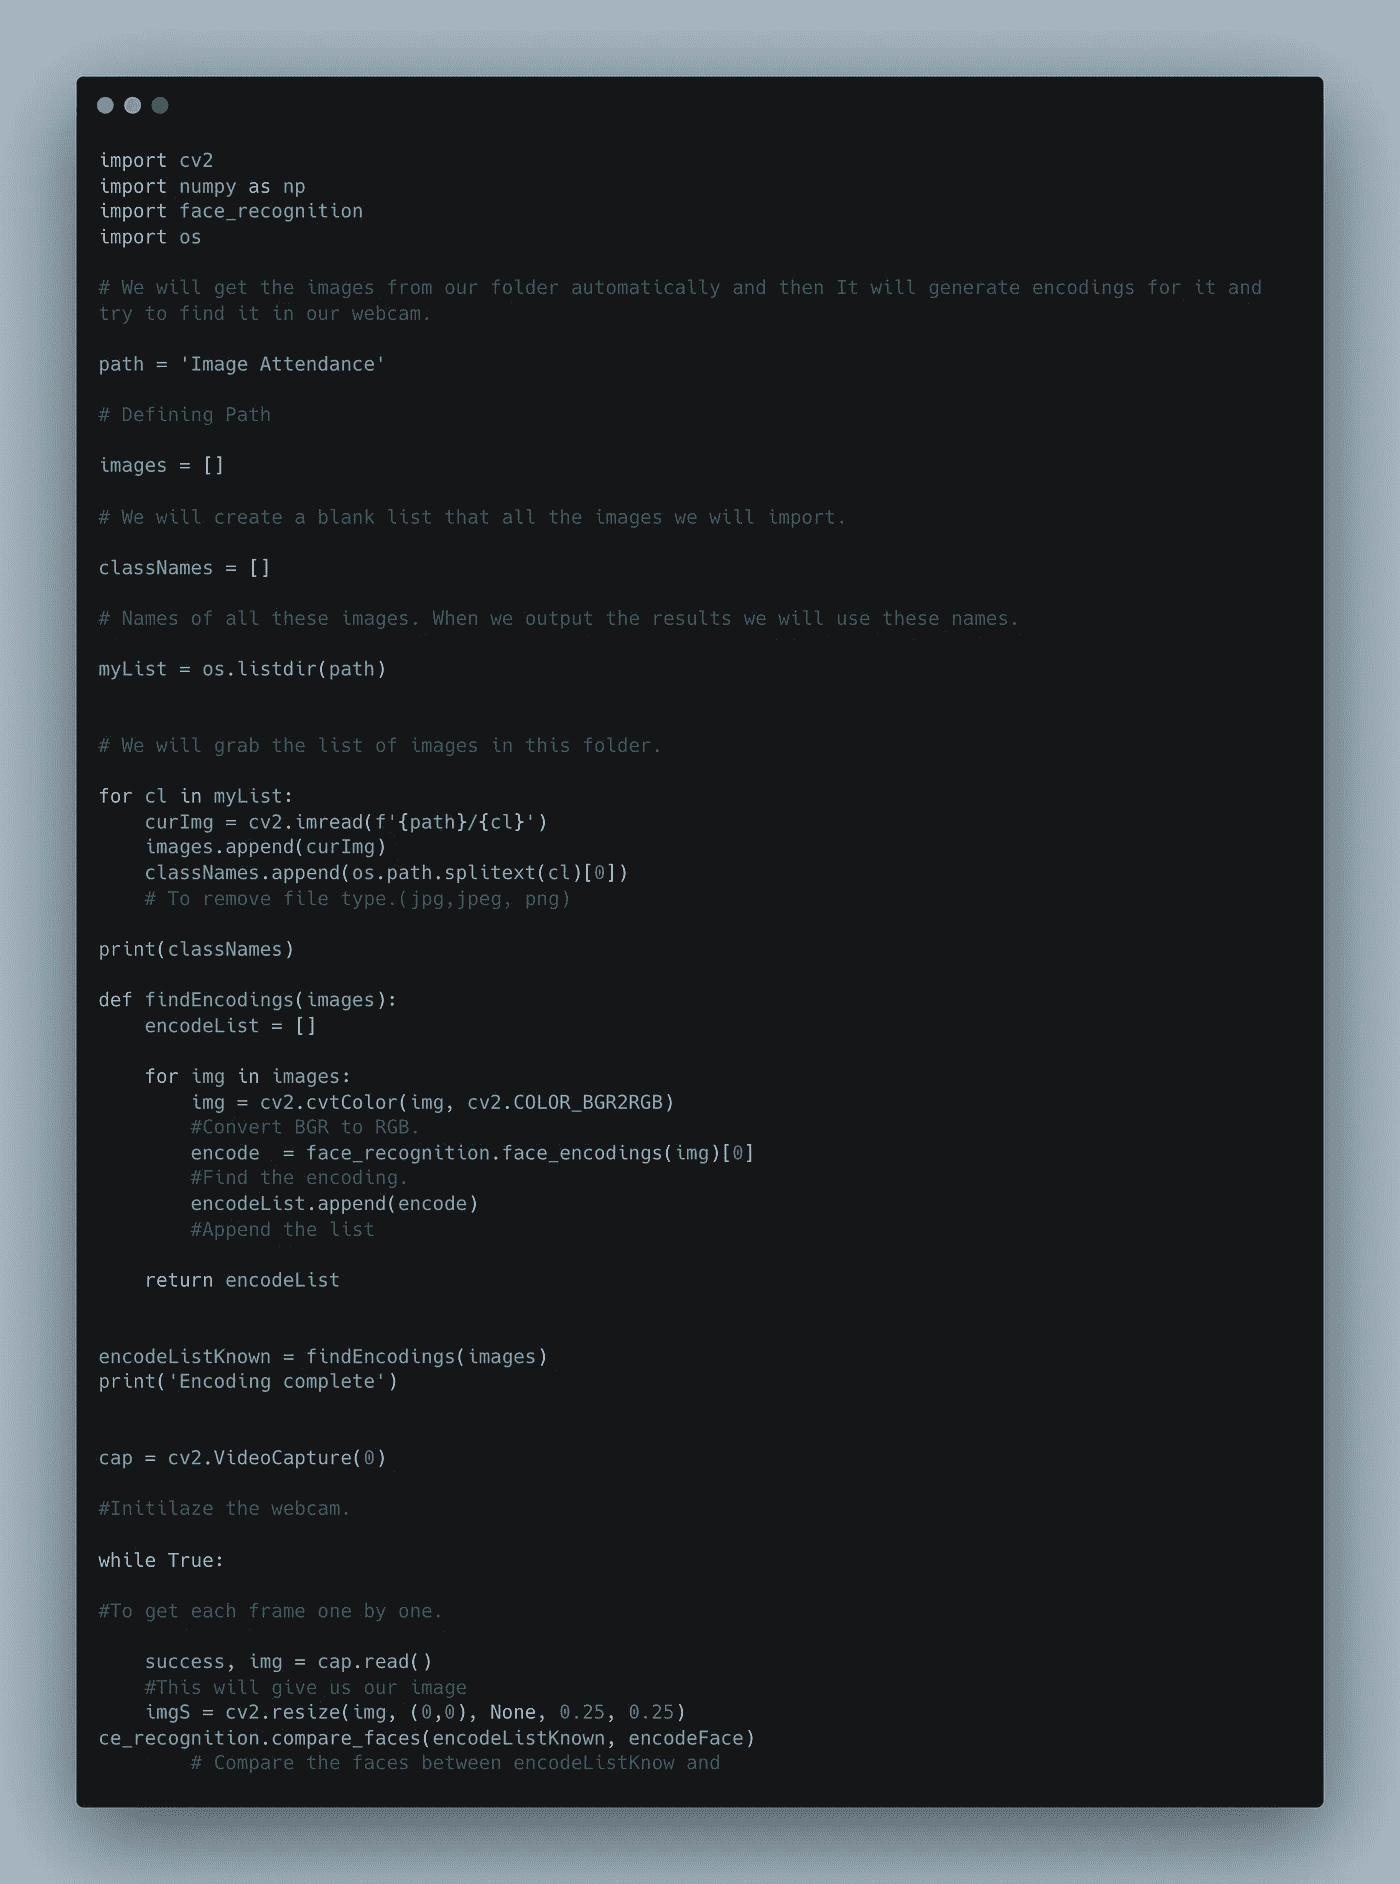 import cv2
import numpy as np
import face_recognition
import os
# We will get the images from our folder automatically and then It will generate encodings for it and
try to find it in our webcam.
path = 'Image Attendance'
# Defining Path
images = []
# We will create a blank list that all the images we will import.
classNames = []
# Names of all these images. When we output the results we will use these names.
myList = os.listdir(path)
# We will grab the list of images in this folder.
for cl in myList:
    curImg = cv2.imread(f'{path}/{cl}')
    images.append(curImg)
    classNames.append(os.path.splitext(cl)[0])
    # To remove file type.(jpg,jpeg, png)
print(classNames)
def findEncodings(images):
    encodeList = []
    for img in images:
        img = cv2.cvtColor(img, cv2.COLOR_BGR2RGB)
        #Convert BGR to RGB.
        encode  = face_recognition.face_encodings(img)[0]
        #Find the encoding.
        encodeList.append(encode)
        #Append the list
    return encodeList
encodeListKnown = findEncodings(images)
print('Encoding complete')
cap = cv2.VideoCapture(0)
#Initilaze the webcam.
while True:
#To get each frame one by one.
    success, img = cap.read()
    #This will give us our image
    imgS = cv2.resize(img, (0,0), None, 0.25, 0.25)
ce_recognition.compare_faces(encodeListKnown, encodeFace)
        # Compare the faces between encodeListKnow and